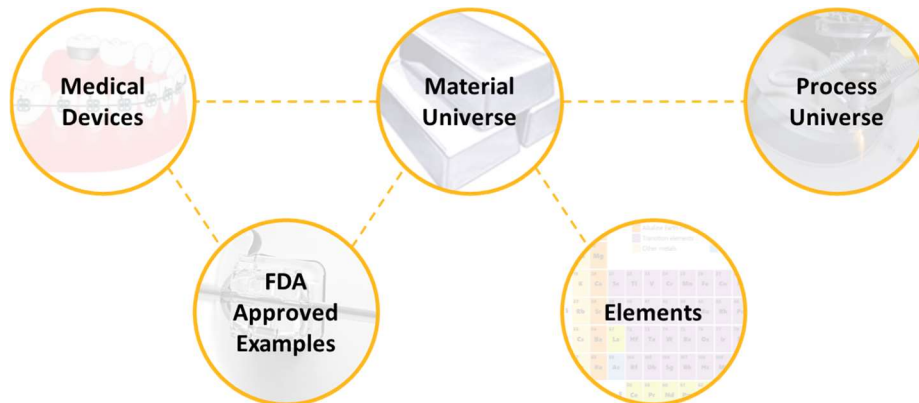 Medical
Devices
Material
Universe
Process
Universe
FDA
Approved
Examples
Elements